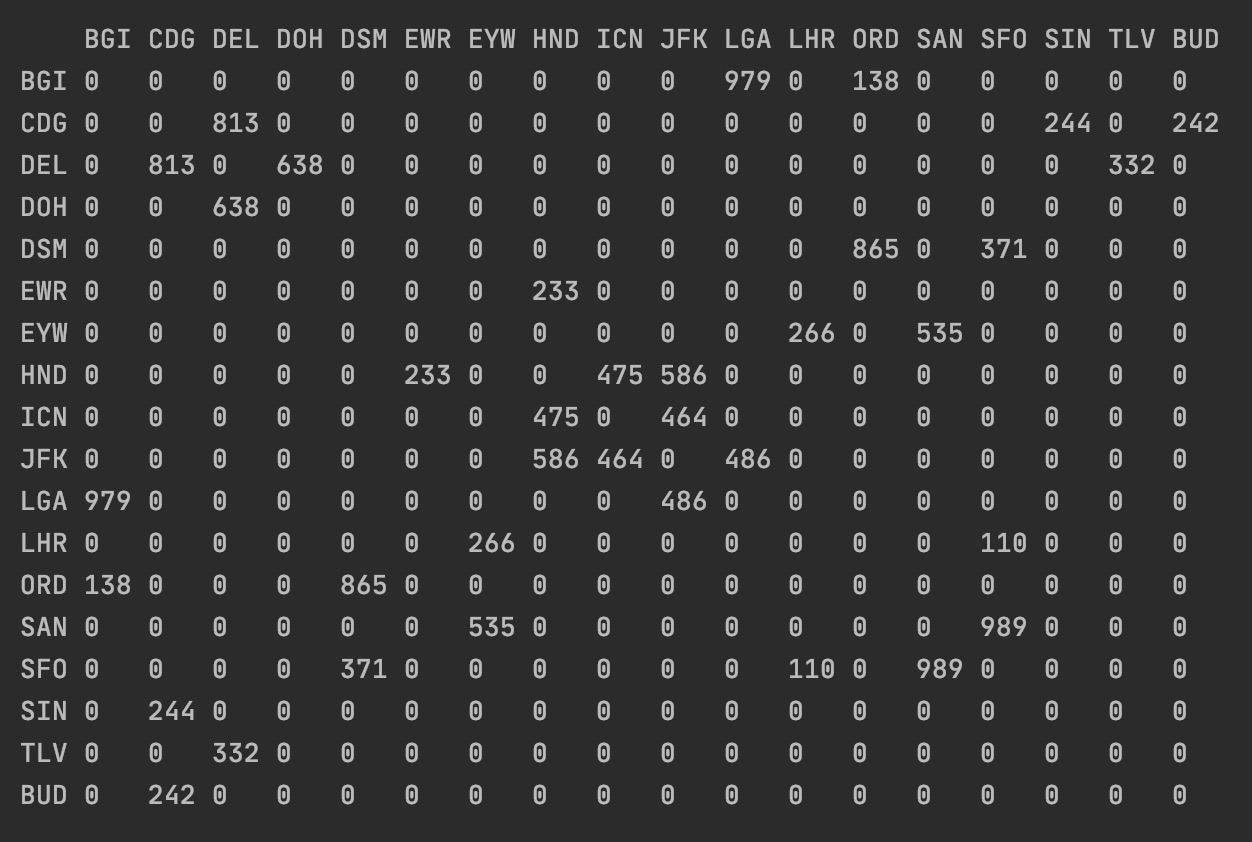 BGI CDG DEL DOH DSM EWR EYW HND ICN JFK LGA LHR ORD SAN SFO SIN TLV BUD
BGI 0 0 0 0 0 0 0 0 0 0 979 0 138 0 0 0 0 0
CDG 0 0 813 0 0 0 0 0 0 0 0 0 0 0 0 244 0 242
DEL 0 813 0 638 0 0 0 0 0 0 0 0 0 0 0 0 332 0
DOH 0 0 638 0 0 0 0 0 0 0 0 0 0 0 0 0 0 0
DSM 0 0 0 0 0 0 0 0 0 0 0 0 865 0 371 0 0 0
EWR 0 0 0 0 0 0 0 233 0 0 0 0 0 0 0 0 0 0
EYW 0 0 0 0 0 0 0 0 0 0 0 266 0 535 0 0 0 0
HND 0 0 0 0 0 233 0 0 475 586 0 0 0 0 0 0 0 0
ICN 0 0 0 0 0 0 0 475 0 464 0 0 0 0 0 0 0 0
JFK 0 0 0 0 0 0 0 586 464 0 486 0 0 0 0 0 0 0
LGA 979 0 0 0 0 0 0 0 0 486 0 0 0 0 0 0 0 0
LHR 0 0 0 0 0 0 266 0 0 0 0 0 0 0 110 0 0 0
ORD 138 0 0 0 865 0 0 0 0 0 0 0 0 0 0 0 0 0
SAN 0 0 0 0 0 0 535 0 0 0 0 0 0 0 989 0 0 0
SFO 0 0 0 0 371 0 0 0 0 0 0 110 0 989 0 0 0 0
SIN 0 244 0 0 0 0 0 0 0 0 0 0 0 0 0 0 0 0
TLV 0 0 332 0 0 0 0 0 0 0 0 0 0 0 0 0 0 0
BUD 0 242 0 0 0 0 0 0 0 0 0 0 0 0 0 0 0 0